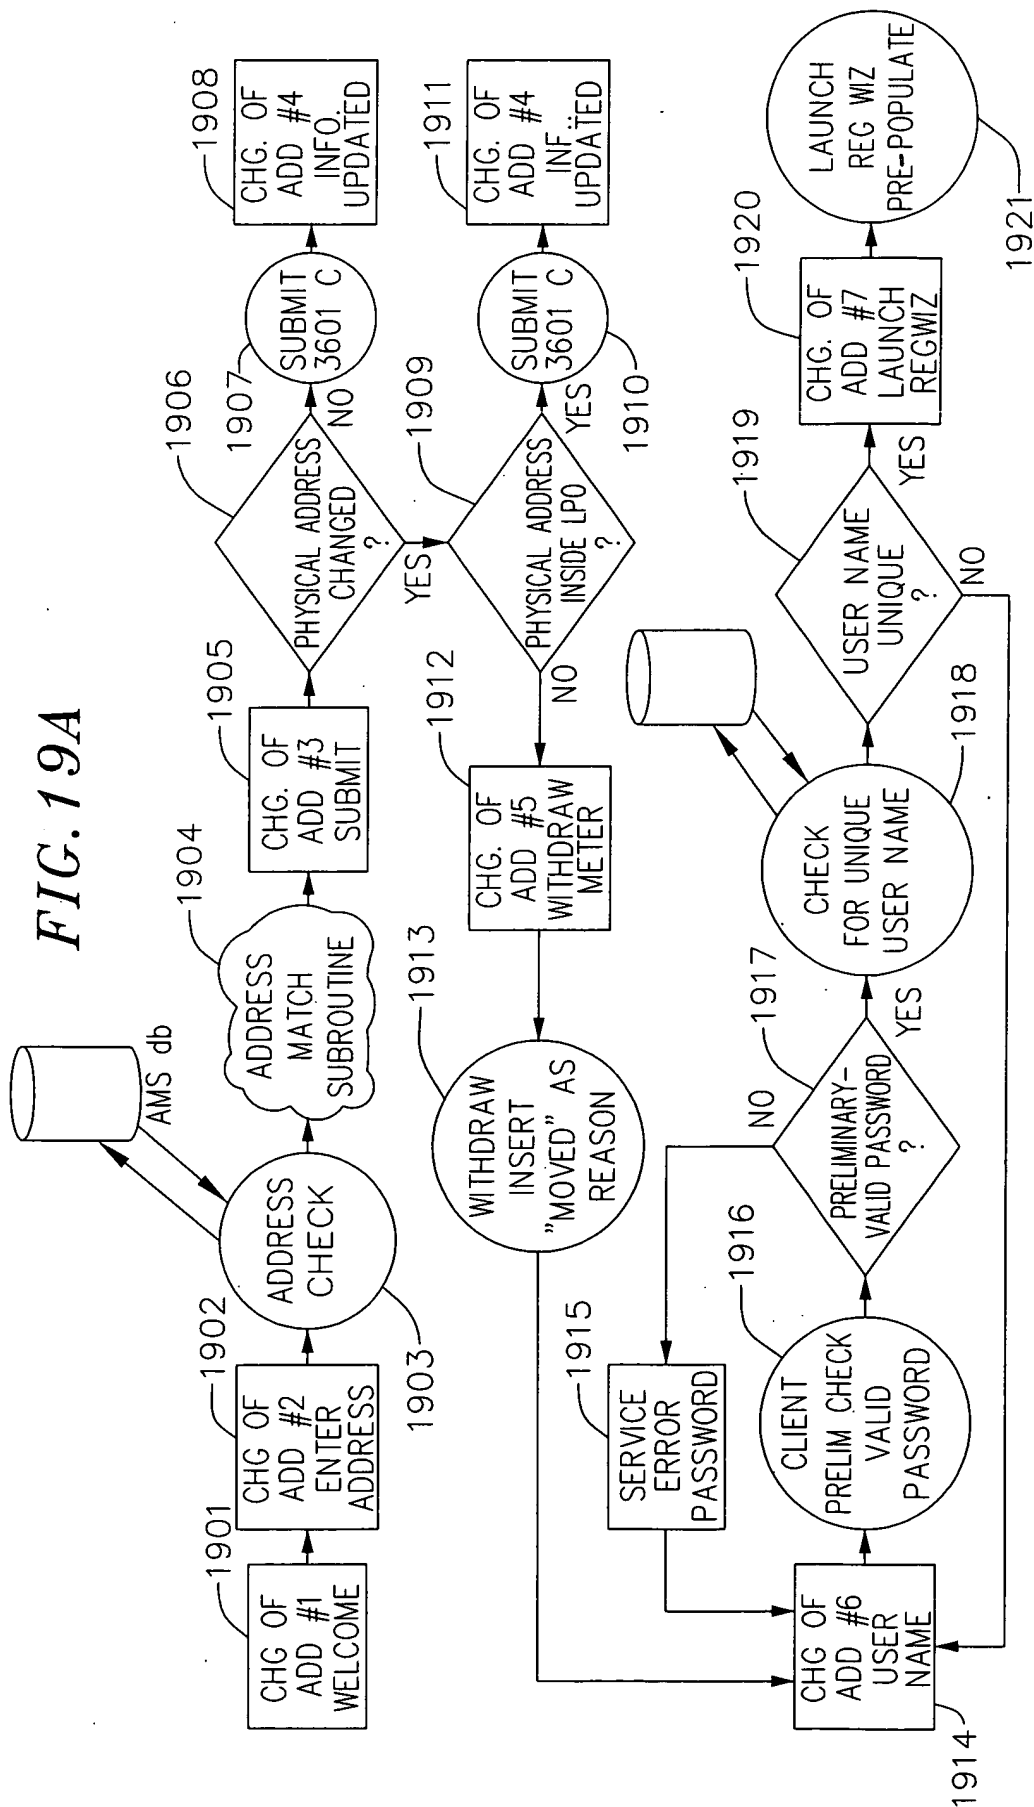 FIG. 19A
1901
CHG OF
ADD #1
WELCOME
1902
CHG OF
ADD #2
ENTER
ADDRESS
AMS db
1903
ADDRESS
CHECK
1904
ADDRESS
MATCH
SUBROUTINE
1905
CHG. OF
ADD #3
SUBMIT
1906
PHYSICAL ADDRESS
CHANGED
?
NO
YES
1907
SUBMIT
3601 C
1908
CHG. OF
ADD #4
INFO.
UPDATED
1909
PHYSICAL ADDRESS
INSIDE LPO
?
YES
NO
1910
SUBMIT
3601 C
1911
CHG. OF
ADD #4
INF..
UPDATED
1912
CHG. OF
ADD #5
WITHDRAW
METER
1913
WITHDRAW
INSERT
"MOVED" AS
REASON
1914
CHG OF
ADD #6
USER
NAME
1915
SERVICE
ERROR
PASSWORD
1916
CLIENT
PRELIM CHECK
VALID
PASSWORD
1917
PRELIMINARY-
VALID PASSWORD
?
NO
YES
1918
CHECK
FOR UNIQUE
USER NAME
1919
USER NAME
UNIQUE
?
YES
NO
1920
CHG. OF
ADD #7
LAUNCH
REGWIZ
1921
LAUNCH
REG WIZ
PRE-POPULATE